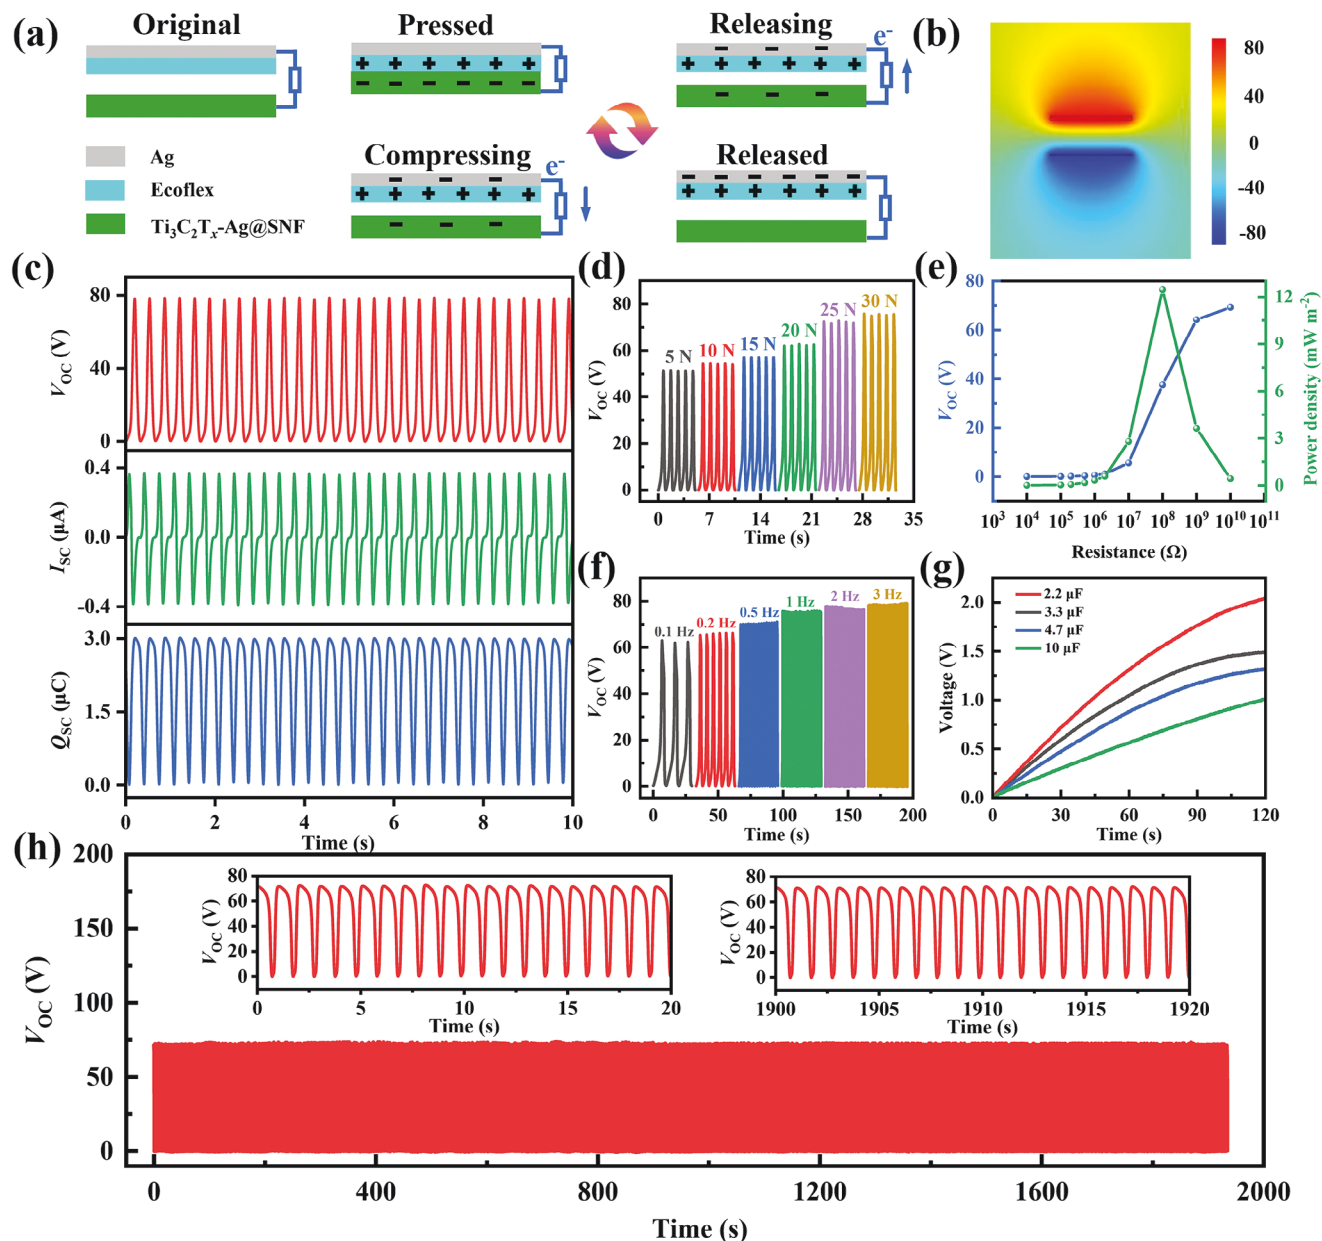 (a)
Original
Pressed
Releasing
e-
Ag
Ecoflex
Ti3C2Tx-Ag@SNF
Compressing
e-
Released
(b)
80
40
0
-40
-80
(c)
80
40
0
VOC (V)
0.4
0.0
-0.4
ISC (μA)
3.0
1.5
0.0
QSC (μC)
0 2 4 6 8 10
Time (s)
(d)
80
60
40
20
0
VOC (V)
5 N 10 N 15 N 20 N 25 N 30 N
0 7 14 21 28 35
Time (s)
(e)
80
60
40
20
0
VOC (V)
12
9
6
3
0
Power density (mW m-2)
10³ 10⁴ 10⁵ 10⁶ 10⁷ 10⁸ 10⁹ 10¹⁰ 10¹¹
Resistance (Ω)
(f)
80
60
40
20
0
VOC (V)
0.1 Hz 0.2 Hz 0.5 Hz 1 Hz 2 Hz 3 Hz
0 50 100 150 200
Time (s)
(g)
2.2 μF
3.3 μF
4.7 μF
10 μF
2.0
1.5
1.0
0.5
0.0
Voltage (V)
0 30 60 90 120
Time (s)
(h)
200
150
100
50
0
VOC (V)
80
60
40
20
0
VOC (V)
0 5 10 15 20
Time (s)
80
60
40
20
0
VOC (V)
1900 1905 1910 1915 1920
Time (s)
0 400 800 1200 1600 2000
Time (s)